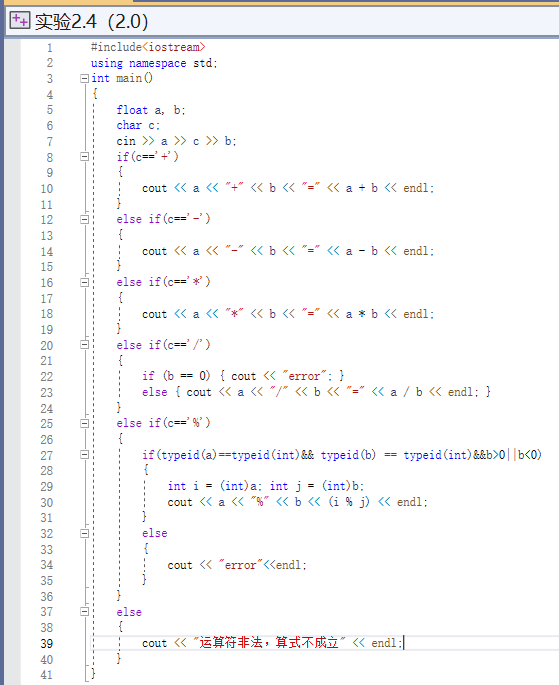 实验2.4（2.0）
1 #include<iostream>
2 using namespace std;
3 int main()
4 {
5 float a, b;
6 char c;
7 cin >> a >> c >> b;
8 if(c=='+')
9 {
10 cout << a << "+" << b << "=" << a + b << endl;
11 }
12 else if(c=='-')
13 {
14 cout << a << "-" << b << "=" << a - b << endl;
15 }
16 else if(c=='*')
17 {
18 cout << a << "*" << b << "=" << a * b << endl;
19 }
20 else if(c=='/')
21 {
22 if (b == 0) { cout << "error"; }
23 else { cout << a << "/" << b << "=" << a / b << endl; }
24 }
25 else if(c=='%')
26 {
27 if(typeid(a)==typeid(int)&& typeid(b) == typeid(int)&&b>0||b<0)
28 {
29 int i = (int)a; int j = (int)b;
30 cout << a << "%" << b << (i % j) << endl;
31 }
32 else
33 {
34 cout << "error"<<endl;
35 }
36 }
37 else
38 {
39 cout << "运算符非法，算式不成立" << endl;
40 }
41 }